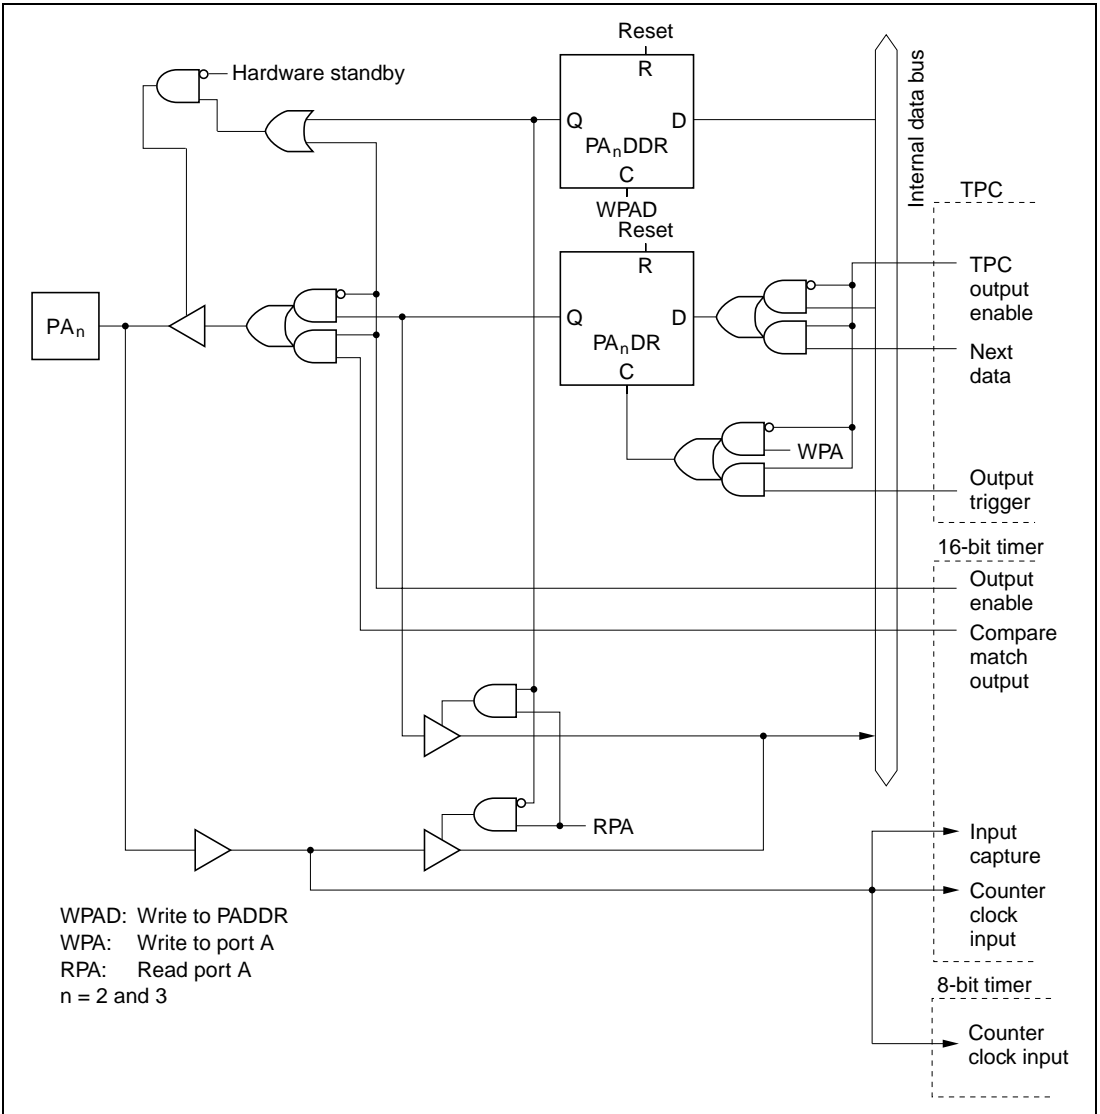 Reset
Hardware standby
R
Q
D
PAnDDR
C
WPAD
Internal data bus
TPC
Reset
R
TPC
output
enable
PAn
Q
D
PAnDR
C
Next
data
WPA
Output
trigger
16-bit timer
Output
enable
Compare
match
output
RPA
Input
capture
Counter
clock
input
WPAD: Write to PADDR
WPA: Write to port A
RPA: Read port A
n = 2 and 3
8-bit timer
Counter
clock input